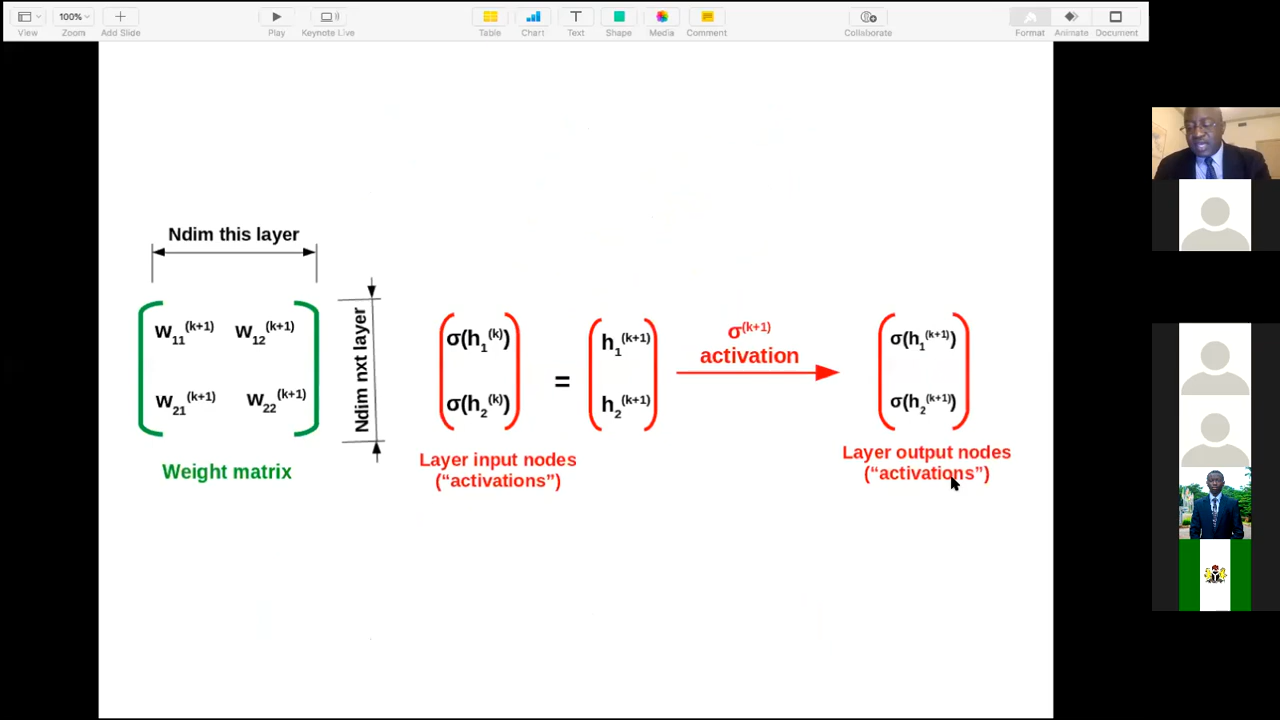 View
100%
Zoom
Add Slide
Play
Keynote Live
Table
Chart
Text
Shape
Media
Comment
Collaborate
Format
Animate
Document
Ndim this layer
w11(k+1) w12(k+1)
w21(k+1) w22(k+1)
Weight matrix
Ndim nxt layer
σ(h1(k))
σ(h2(k))
Layer input nodes
(“activations”)
=
h1(k+1)
h2(k+1)
σ(k+1)
activation
σ(h1(k+1))
σ(h2(k+1))
Layer output nodes
(“activations”)